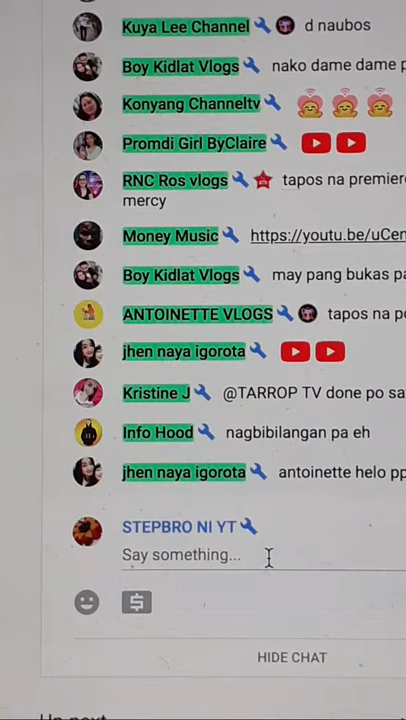 Kuya Lee Channel d naubos
Boy Kidlat Vlogs nako dame dame p
Konyang Channeltv
Promdi Girl ByClaire
RNC Ros vlogs tapos na premier
mercy
Money Music https://youtu.be/uCen
Boy Kidlat Vlogs may pang bukas pa
ANTOINETTE VLOGS tapos na p
jhen naya igorota
Kristine J @TARROP TV done po sa
Info Hood nagbibilangan pa eh
jhen naya igorota antoinette helo pp
STEPBRO NI YT
Say something...
HIDE CHAT